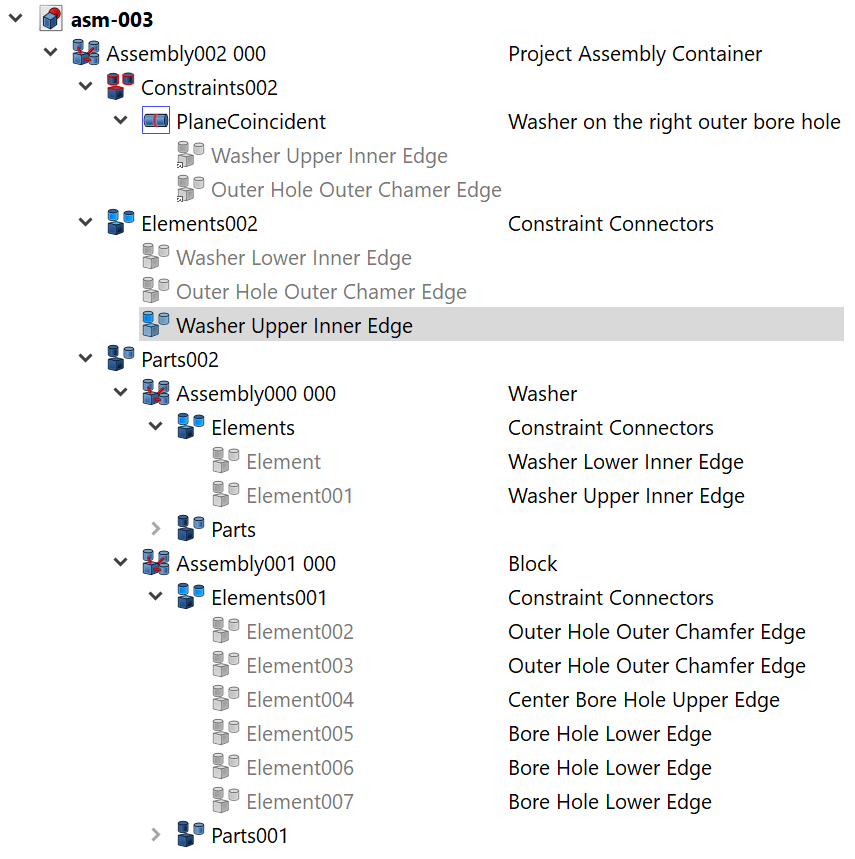 asm-003
Assembly002 000 Project Assembly Container
Constraints002
PlaneCoincident Washer on the right outer bore hole
Washer Upper Inner Edge
Outer Hole Outer Chamer Edge
Elements002 Constraint Connectors
Washer Lower Inner Edge
Outer Hole Outer Chamer Edge
Washer Upper Inner Edge
Parts002
Assembly000 000 Washer
Elements Constraint Connectors
Element Washer Lower Inner Edge
Element001 Washer Upper Inner Edge
Parts
Assembly001 000 Block
Elements001 Constraint Connectors
Element002 Outer Hole Outer Chamfer Edge
Element003 Outer Hole Outer Chamfer Edge
Element004 Center Bore Hole Upper Edge
Element005 Bore Hole Lower Edge
Element006 Bore Hole Lower Edge
Element007 Bore Hole Lower Edge
Parts001